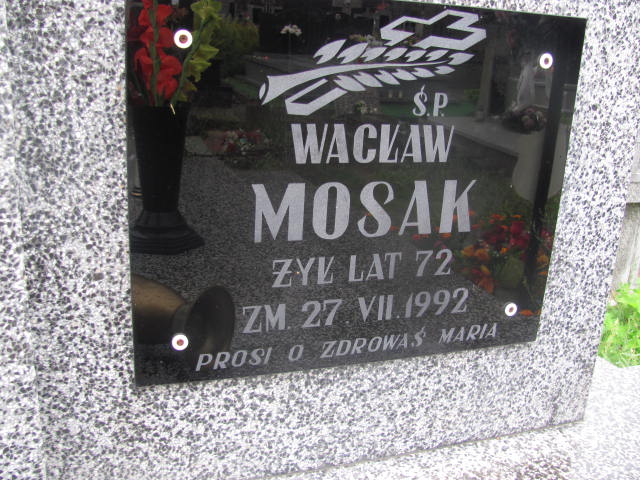 Ś.P.
WACŁAW
MOSAK
ŻYŁ LAT 72
ZM. 27 VII.1992
PROSI O ZDROWAŚ MARIA